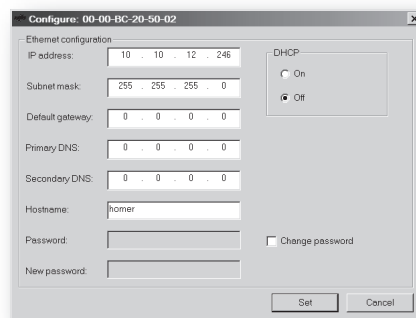 Configure: 00-00-BC-20-50-02
Ethernet configuration
IP address: 10 . 10 . 12 . 246
DHCP
On
Off
Subnet mask: 255 . 255 . 255 . 0
Default gateway: 0 . 0 . 0 . 0
Primary DNS: 0 . 0 . 0 . 0
Secondary DNS: 0 . 0 . 0 . 0
Hostname: homer
Password:
Change password
New password:
Set Cancel